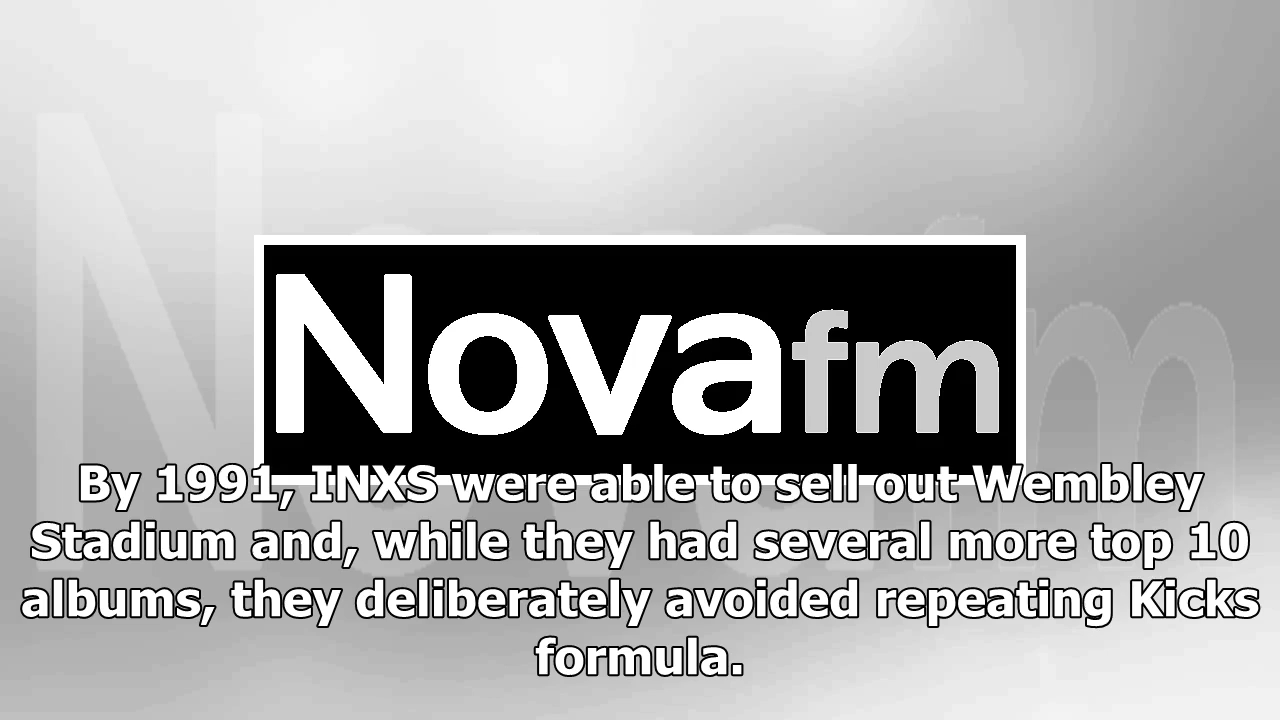 Novafm
By 1991, INXS were able to sell out Wembley
Stadium and, while they had several more top 10
albums, they deliberately avoided repeating Kicks
formula.